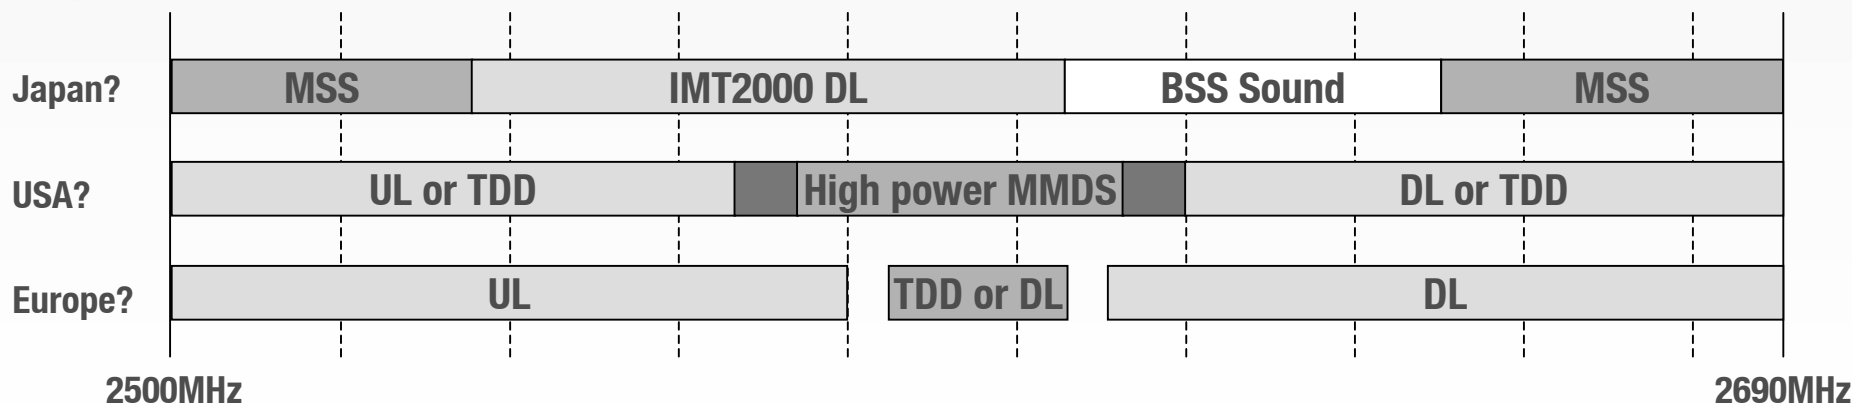 Japan? MSS IMT2000 DL BSS Sound MSS
USA? UL or TDD High power MMDS DL or TDD
Europe? UL TDD or DL DL
2500MHz 2690MHz